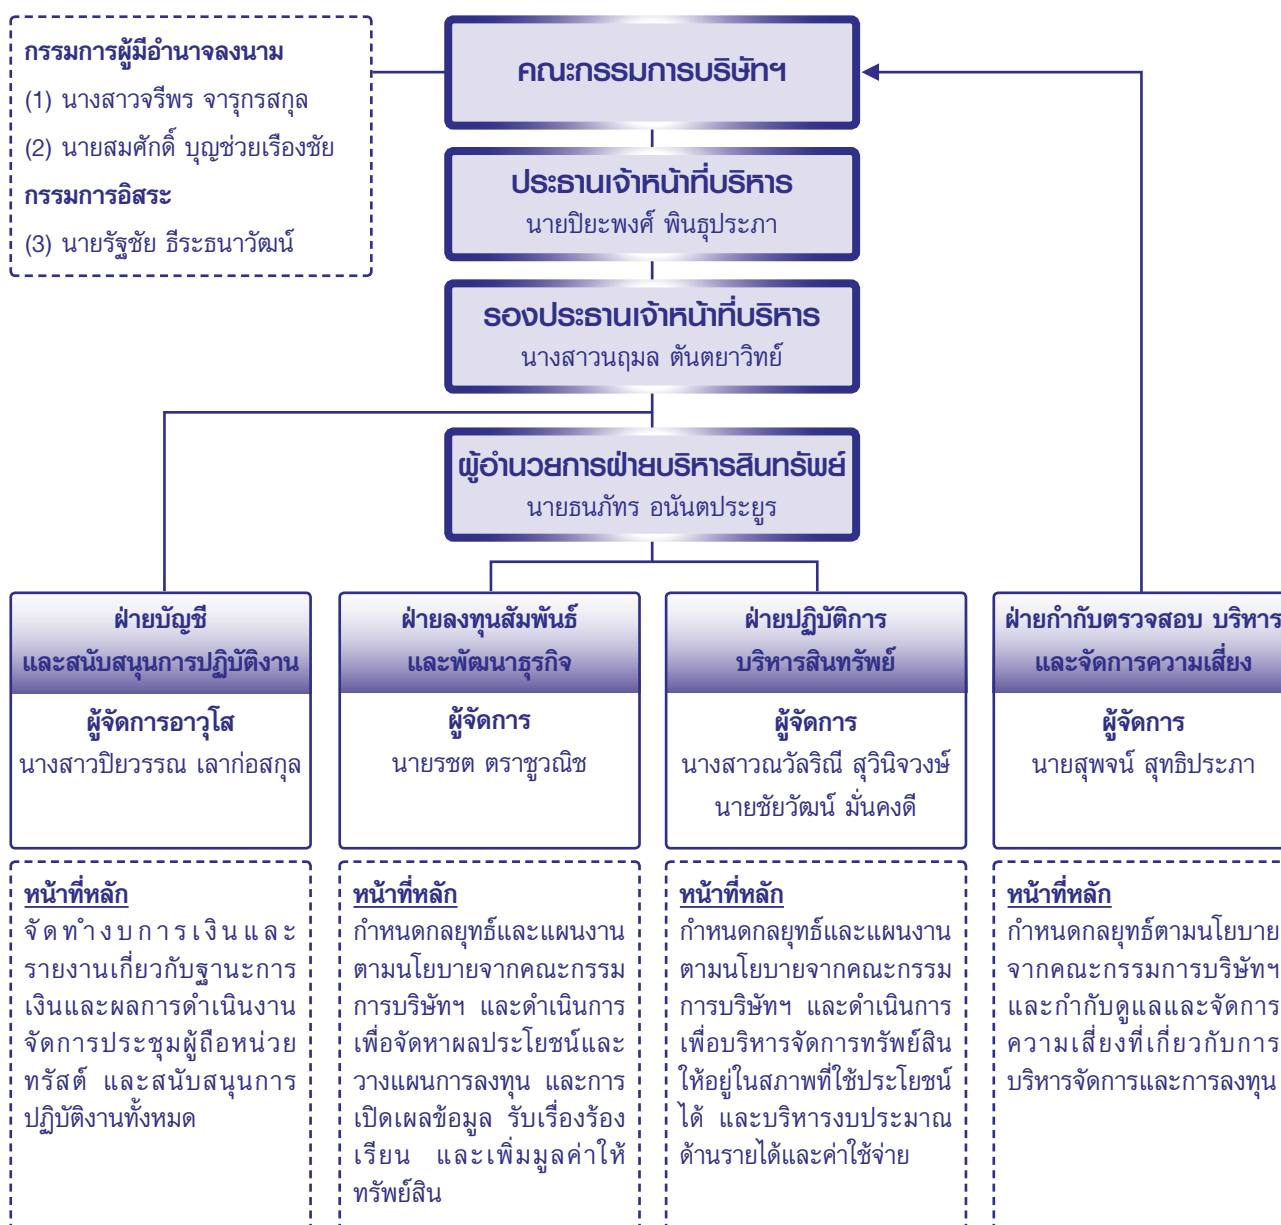 กรรมการผู้มีอำนาจลงนาม
(1) นางสาวจรีพร จารุกรสกุล
(2) นายสมศักดิ์ บุญช่วยเรืองชัย
กรรมการอิสระ
(3) นายรัฐชัย ธีระธนาวัฒน์
คณะกรรมการบริษัทฯ
ประธานเจ้าหน้าที่บริหาร
นายปิยะพงศ์ พินธุประภา
รองประธานเจ้าหน้าที่บริหาร
นางสาวนฤมล ตันตยาวิทย์
ผู้อำนวยการฝ่ายบริหารสินทรัพย์
นายธนภัทร อนันตประยูร
ฝ่ายบัญชี
และสนับสนุนการปฏิบัติงาน
ผู้จัดการอาวุโส
นางสาวปิยวรรณ เลาก่อสกุล
หน้าที่หลัก
จัดทำงบการเงินและ
รายงานเกี่ยวกับฐานะการ
เงินและผลการดำเนินงาน
จัดการประชุมผู้ถือหน่วย
ทรัสต์ และสนับสนุนการ
ปฏิบัติงานทั้งหมด
ฝ่ายลงทุนสัมพันธ์
และพัฒนาธุรกิจ
ผู้จัดการ
นายรชต ตราชูวณิช
หน้าที่หลัก
กำหนดกลยุทธ์และแผนงาน
ตามนโยบายจากคณะกรรม
การบริษัทฯ และดำเนินการ
เพื่อจัดหาผลประโยชน์และ
วางแผนการลงทุน และการ
เปิดเผลข้อมูล รับเรื่องร้อง
เรียน และเพิ่มมูลค่าให้
ทรัพย์สิน
ฝ่ายปฏิบัติการ
บริหารสินทรัพย์
ผู้จัดการ
นางสาวณวัลริณี สุวินิจวงษ์
นายชัยวัฒน์ มั่นคงดี
หน้าที่หลัก
กำหนดกลยุทธ์และแผนงาน
ตามนโยบายจากคณะกรรม
การบริษัทฯ และดำเนินการ
เพื่อบริหารจัดการทรัพย์สิน
ให้อยู่ในสภาพที่ใช้ประโยชน์
ได้ และบริหารงบประมาณ
ด้านรายได้และค่าใช้จ่าย
ฝ่ายกำกับตรวจสอบ บริหาร
และจัดการความเสี่ยง
ผู้จัดการ
นายสุพจน์ สุทธิประภา
หน้าที่หลัก
กำหนดกลยุทธ์ตามนโยบาย
จากคณะกรรมการบริษัทฯ
และกำกับดูแลและจัดการ
ความเสี่ยงที่เกี่ยวกับการ
บริหารจัดการและการลงทุน